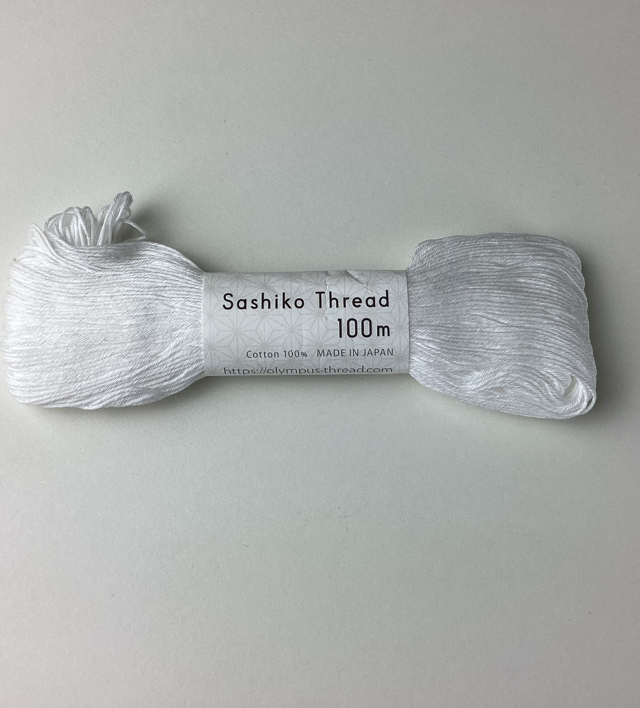 Sashiko Thread
100m
Cotton 100% MADE IN JAPAN
https://olympus-thread.com